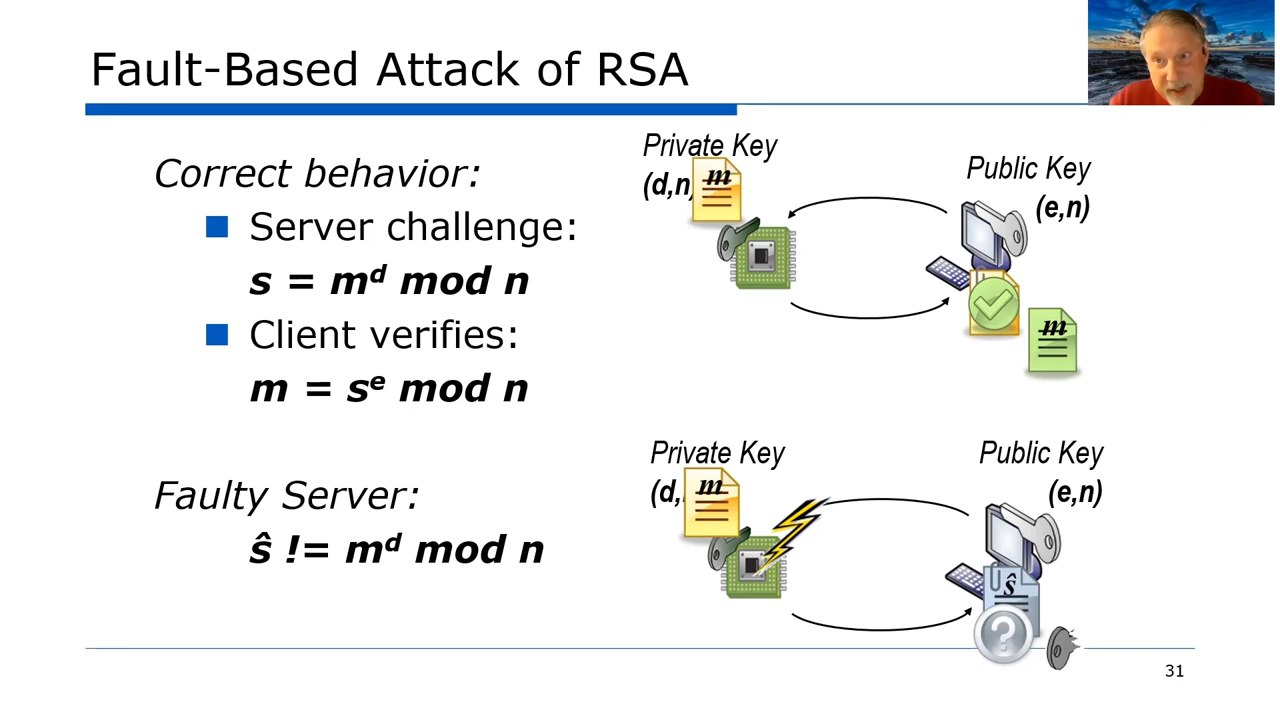 Fault-Based Attack of RSA
Correct behavior:
Server challenge:
s = mᵈ mod n
Client verifies:
m = sᵉ mod n
Faulty Server:
ŝ != mᵈ mod n
Private Key
(d,n)
m
Public Key
(e,n)
m
Private Key
(d,
m
Public Key
(e,n)
ŝ
?
31